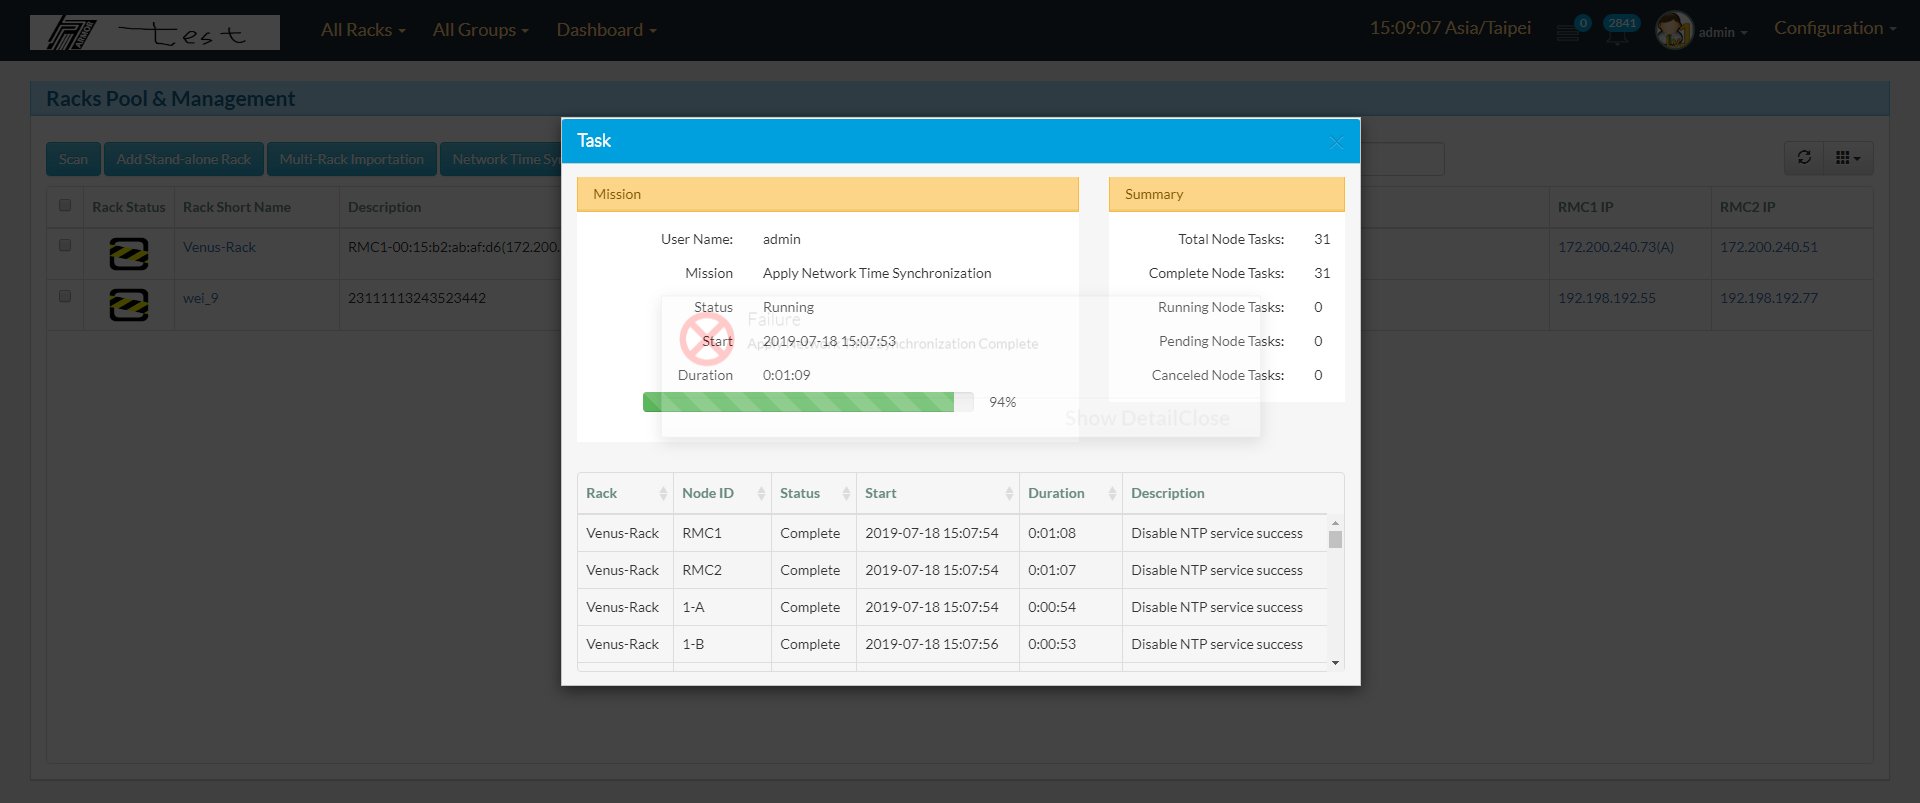 ARMOR test
All Racks
All Groups
Dashboard
15:09:07 Asia/Taipei
0
2841
admin
Configuration
Racks Pool & Management
Scan
Add Stand-alone Rack
Multi-Rack Importation
Network Time Sy
Rack Status Rack Short Name Description RMC1 IP RMC2 IP
Venus-Rack RMC1-00:15:b2:ab:af:d6(172.200. 172.200.240.73(A) 172.200.240.51
wei_9 23111113243523442 192.198.192.55 192.198.192.77
Task
Mission
User Name: admin
Mission Apply Network Time Synchronization
Status Running
Start 2019-07-18 15:07:53
Duration 0:01:09
94%
Summary
Total Node Tasks: 31
Complete Node Tasks: 31
Running Node Tasks: 0
Pending Node Tasks: 0
Canceled Node Tasks: 0
Failure
Apply Network Time Synchronization Complete
Show Detail Close
Rack Node ID Status Start Duration Description
Venus-Rack RMC1 Complete 2019-07-18 15:07:54 0:01:08 Disable NTP service success
Venus-Rack RMC2 Complete 2019-07-18 15:07:54 0:01:07 Disable NTP service success
Venus-Rack 1-A Complete 2019-07-18 15:07:54 0:00:54 Disable NTP service success
Venus-Rack 1-B Complete 2019-07-18 15:07:56 0:00:53 Disable NTP service success